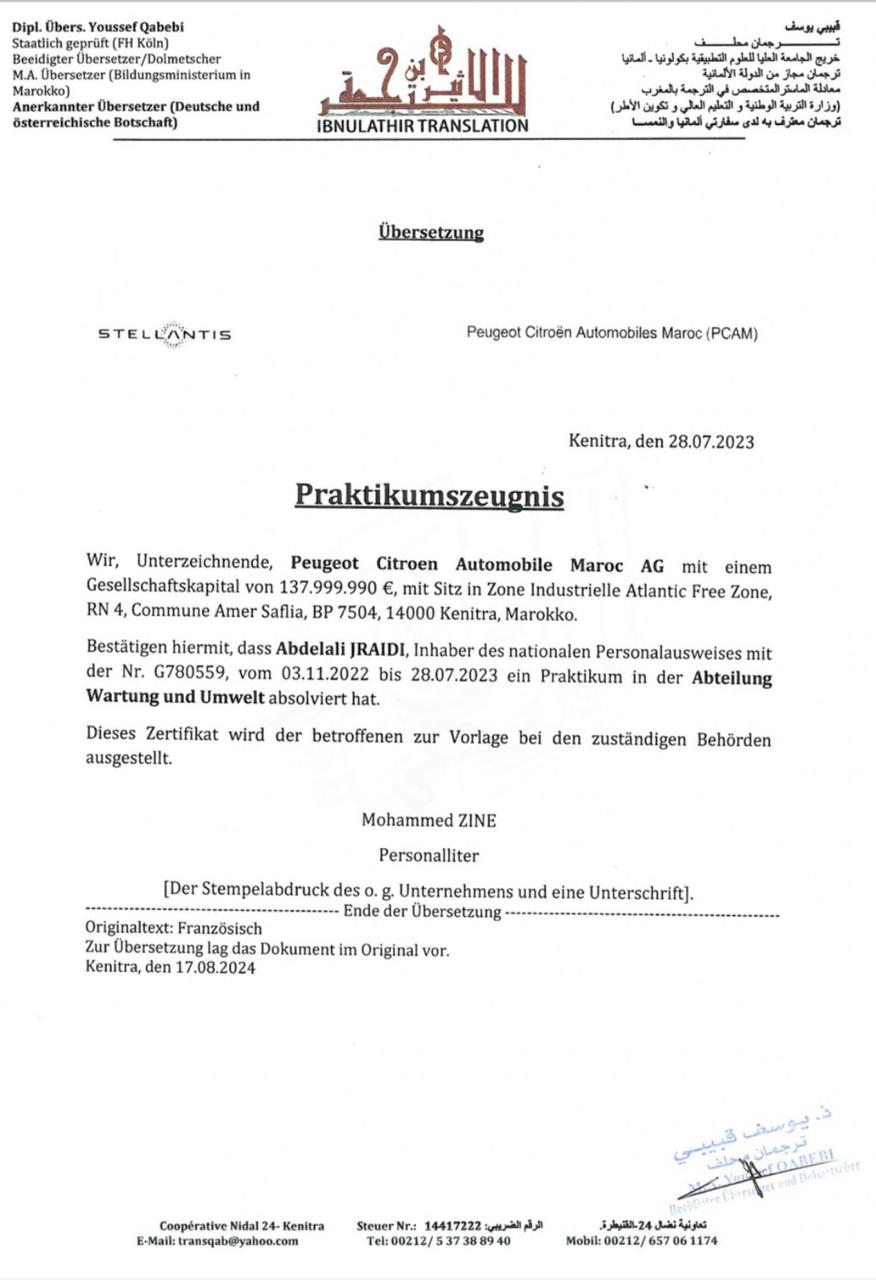 Dipl. Übers. Youssef Qabebi
Staatlich geprüft (FH Köln)
Beeidigter Übersetzer/Dolmetscher
M.A. Übersetzer (Bildungsministerium in
Marokko)
Anerkannter Übersetzer (Deutsche und
österreichische Botschaft)
IBNULATHIR TRANSLATION
قبيبي يوسف
ترجمان محلف
خريج الجامعة العليا للعلوم التطبيقية بكولونيا - ألمانيا
ترجمان مجاز من الدولة الألمانية
معادلة الماستر المتخصص في الترجمة بالمغرب
(وزارة التربية الوطنية و التعليم العالي و تكوين الأطر)
ترجمان معترف به لدى سفارتي ألمانيا والنمسا
Übersetzung
STELLANTIS
Peugeot Citroën Automobiles Maroc (PCAM)
Kenitra, den 28.07.2023
Praktikumszeugnis
Wir, Unterzeichnende, Peugeot Citroen Automobile Maroc AG mit einem
Gesellschaftskapital von 137.999.990 €, mit Sitz in Zone Industrielle Atlantic Free Zone,
RN 4, Commune Amer Saflia, BP 7504, 14000 Kenitra, Marokko.
Bestätigen hiermit, dass Abdelali JRAIDI, Inhaber des nationalen Personalausweises mit
der Nr. G780559, vom 03.11.2022 bis 28.07.2023 ein Praktikum in der Abteilung
Wartung und Umwelt absolviert hat.
Dieses Zertifikat wird der betroffenen zur Vorlage bei den zuständigen Behörden
ausgestellt.
Mohammed ZINE
Personalliter
[Der Stempelabdruck des o. g. Unternehmens und eine Unterschrift].
------------------------------------ Ende der Übersetzung ---------------------------------------
Originaltext: Französisch
Zur Übersetzung lag das Dokument im Original vor.
Kenitra, den 17.08.2024
ذ. يوسف قبيبي
ترجمان محلف
M.A. Youssef QABEBI
Beeidigter Übersetzer und Dolmetscher
Coopérative Nidal 24- Kenitra
Steuer Nr.: 14417222 :الرقم الضريبي
تعاونية نضال 24-القنيطرة.
E-Mail: transqab@yahoo.com
Tel: 00212/ 5 37 38 89 40
Mobil: 00212/ 657 06 1174